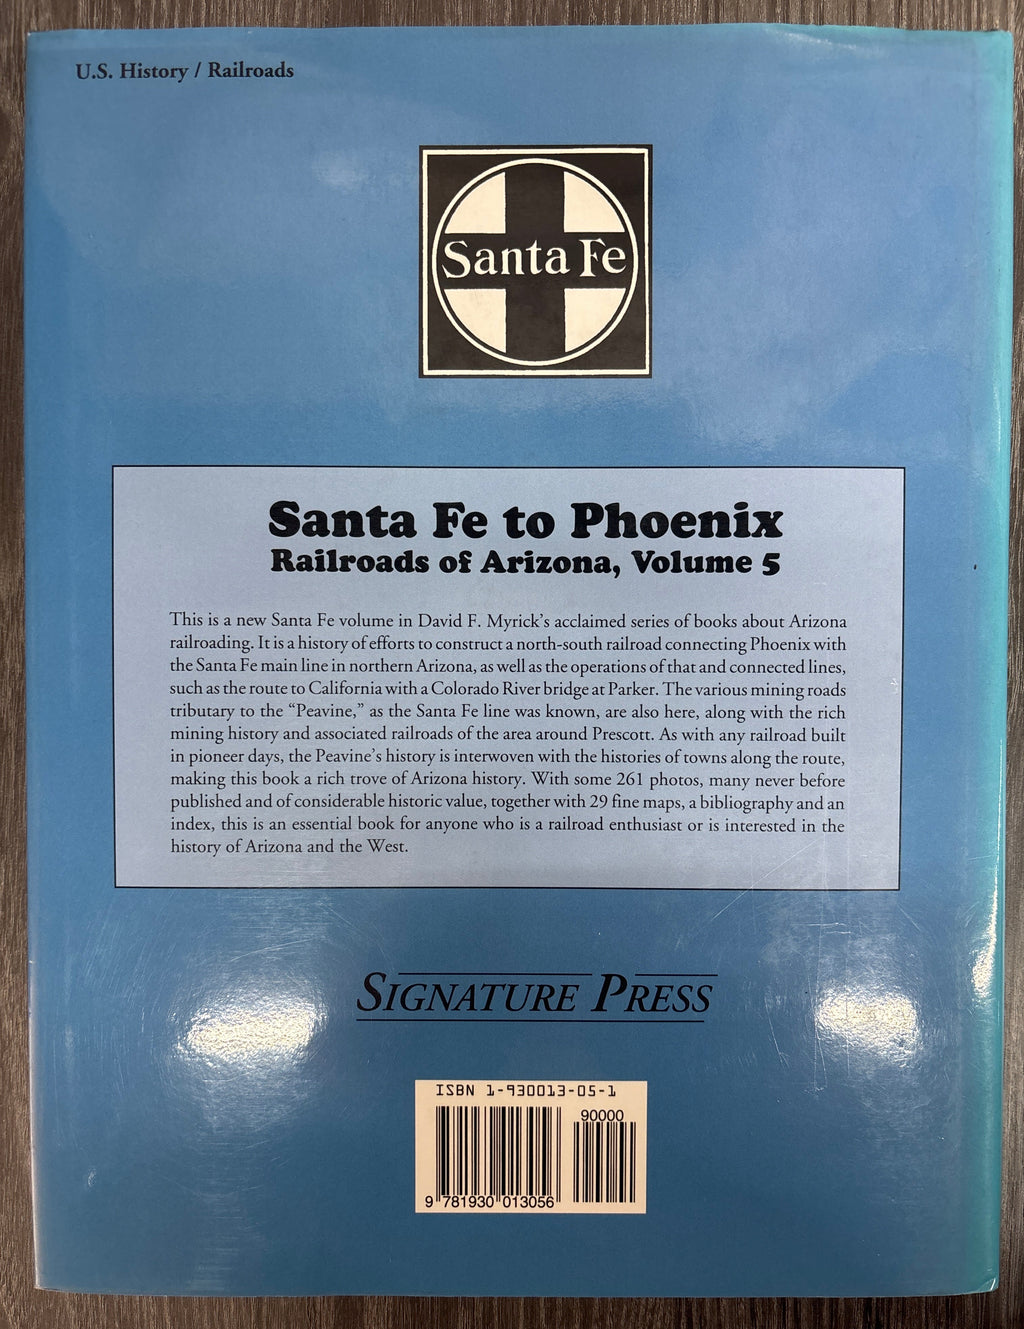 U.S. History / Railroads
Santa Fe
Santa Fe to Phoenix
Railroads of Arizona, Volume 5
This is a new Santa Fe volume in David F. Myrick's acclaimed series of books about Arizona
railroading. It is a history of efforts to construct a north-south railroad connecting Phoenix with
the Santa Fe main line in northern Arizona, as well as the operations of that and connected lines,
such as the route to California with a Colorado River bridge at Parker. The various mining roads
tributary to the “Peavine,” as the Santa Fe line was known, are also here, along with the rich
mining history and associated railroads of the area around Prescott. As with any railroad built
in pioneer days, the Peavine's history is interwoven with the histories of towns along the route,
making this book a rich trove of Arizona history. With some 261 photos, many never before
published and of considerable historic value, together with 29 fine maps, a bibliography and an
index, this is an essential book for anyone who is a railroad enthusiast or is interested in the
history of Arizona and the West.
SIGNATURE PRESS
ISBN 1-930013-05-1
90000
9 781930 013056